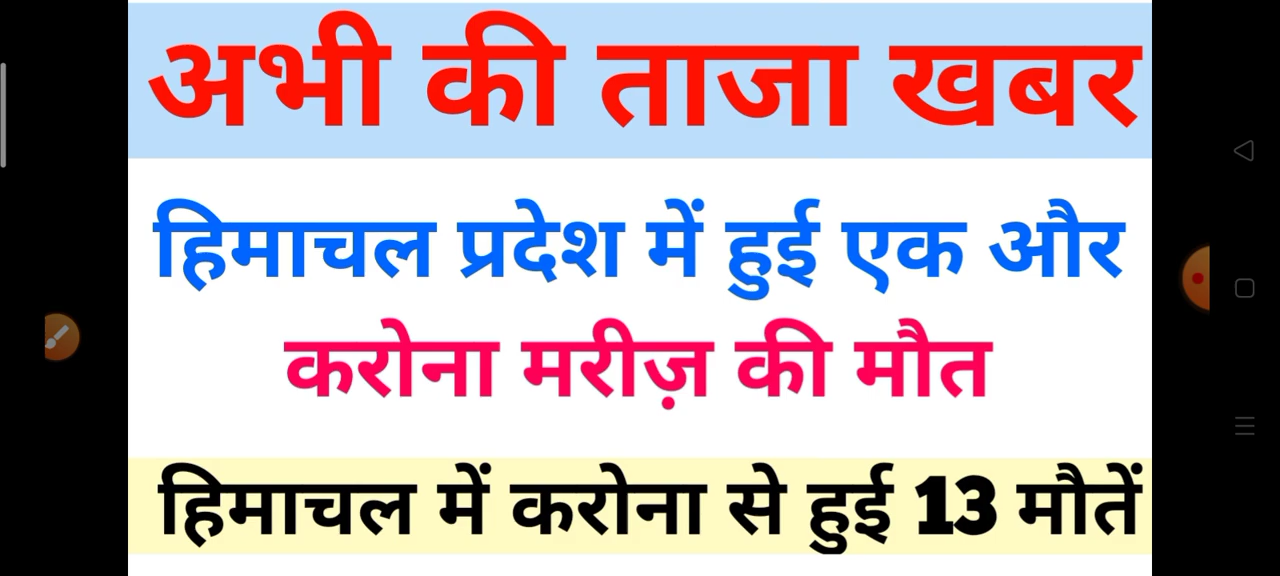 अभी की ताजा खबर
हिमाचल प्रदेश में हुई एक और
करोना मरीज़ की मौत
हिमाचल में करोना से हुई 13 मौतें